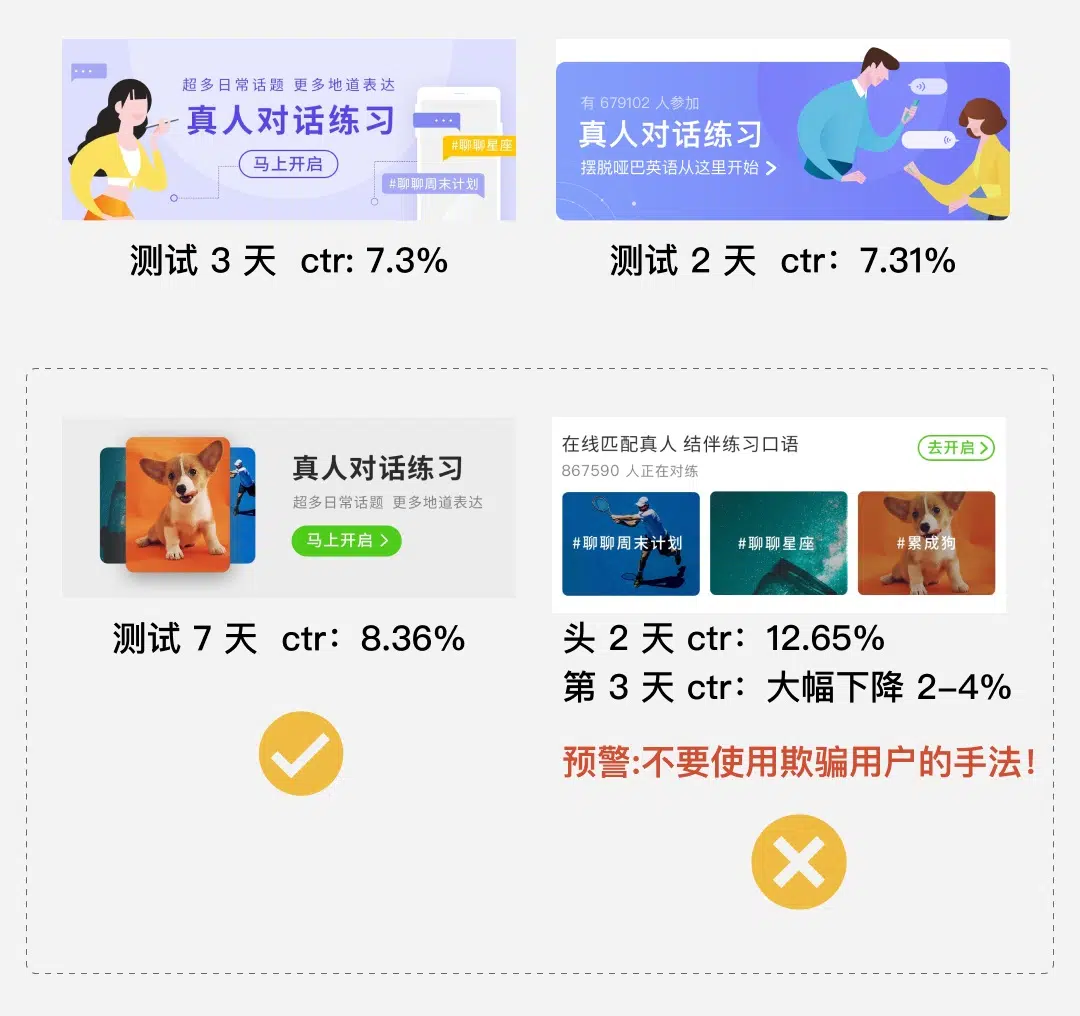 超多日常话题 更多地道表达
真人对话练习
马上开启
#聊聊星座
#聊聊周末计划
测试 3 天 ctr: 7.3%
有 679102 人参加
真人对话练习
摆脱哑巴英语从这里开始
测试 2 天 ctr：7.31%
真人对话练习
超多日常话题 更多地道表达
马上开启
测试 7 天 ctr：8.36%
在线匹配真人 结伴练习口语
867590 人正在对练
去开启
#聊聊周末计划
#聊聊星座
#累成狗
头 2 天 ctr：12.65%
第 3 天 ctr：大幅下降 2-4%
预警:不要使用欺骗用户的手法!